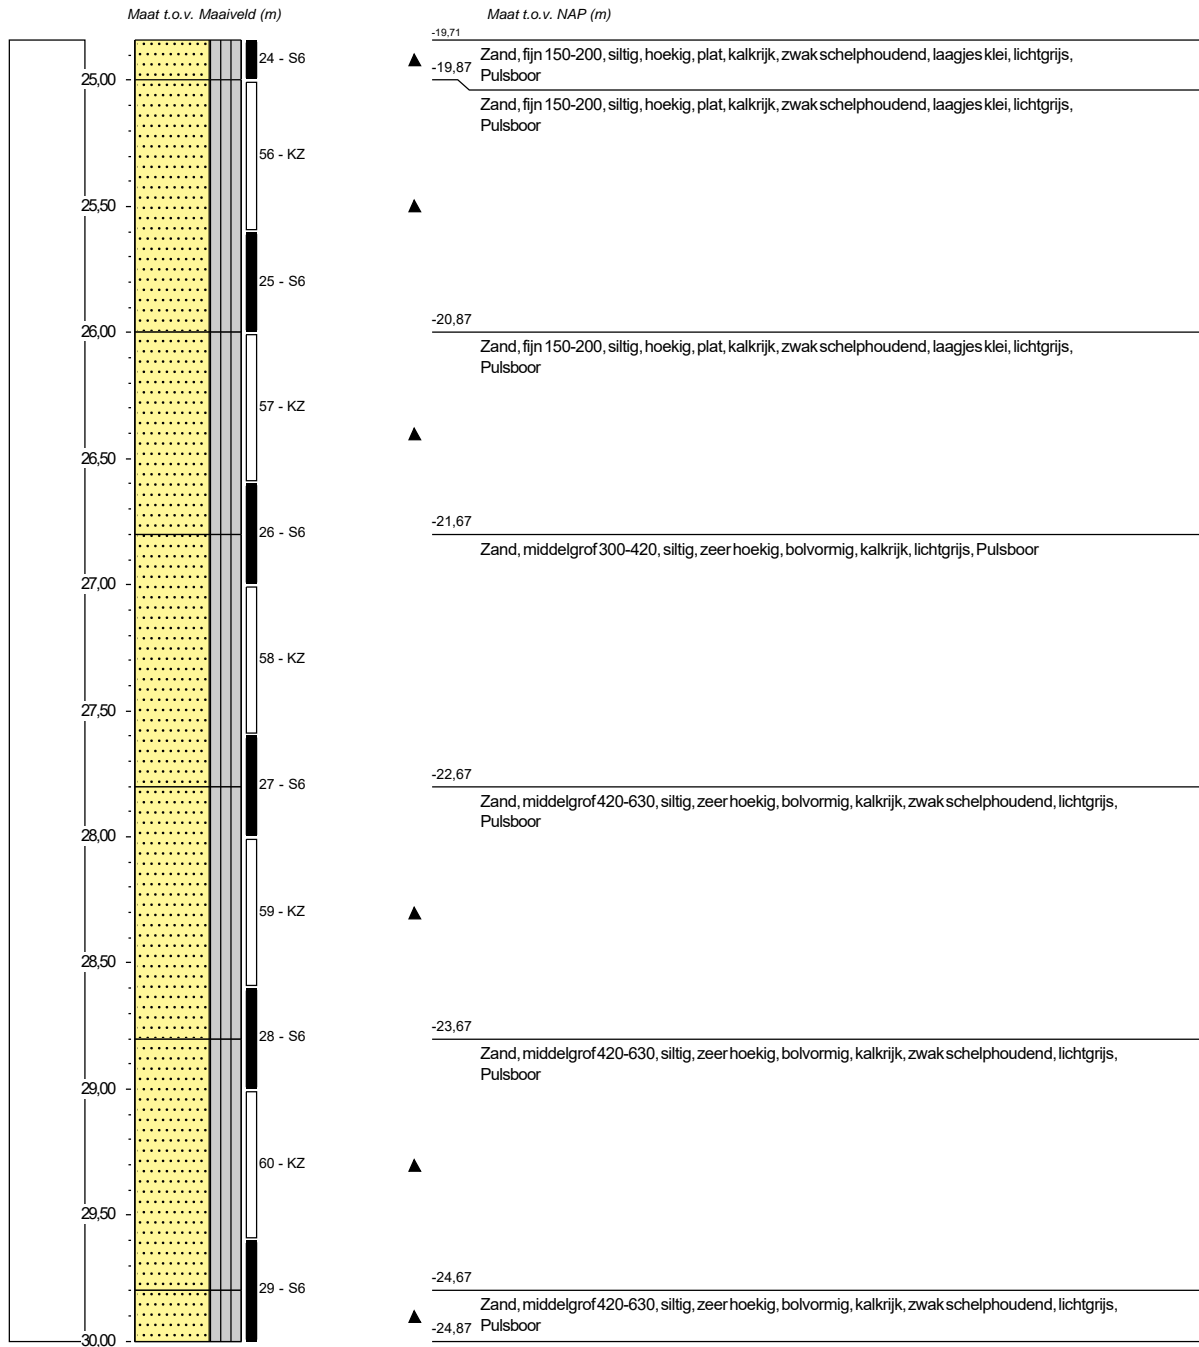 Maat t.o.v. Maaiveld (m) Maat t.o.v. NAP (m)
-19,71
24 - S6 Zand, fijn 150-200, siltig, hoekig, plat, kalkrijk, zwak schelphoudend, laagjes klei, lichtgrijs,
-19,87 Pulsboor
25,00
Zand, fijn 150-200, siltig, hoekig, plat, kalkrijk, zwak schelphoudend, laagjes klei, lichtgrijs,
Pulsboor
56 - KZ
25,50
25 - S6
-20,87
26,00
Zand, fijn 150-200, siltig, hoekig, plat, kalkrijk, zwak schelphoudend, laagjes klei, lichtgrijs,
Pulsboor
57 - KZ
26,50
-21,67
26 - S6
Zand, middelgrof 300-420, siltig, zeer hoekig, bolvormig, kalkrijk, lichtgrijs, Pulsboor
27,00
58 - KZ
27,50
-22,67
27 - S6
Zand, middelgrof 420-630, siltig, zeer hoekig, bolvormig, kalkrijk, zwak schelphoudend, lichtgrijs,
Pulsboor
28,00
59 - KZ
28,50
-23,67
28 - S6
Zand, middelgrof 420-630, siltig, zeer hoekig, bolvormig, kalkrijk, zwak schelphoudend, lichtgrijs,
Pulsboor
29,00
60 - KZ
29,50
-24,67
29 - S6
Zand, middelgrof 420-630, siltig, zeer hoekig, bolvormig, kalkrijk, zwak schelphoudend, lichtgrijs,
-24,87 Pulsboor
30,00